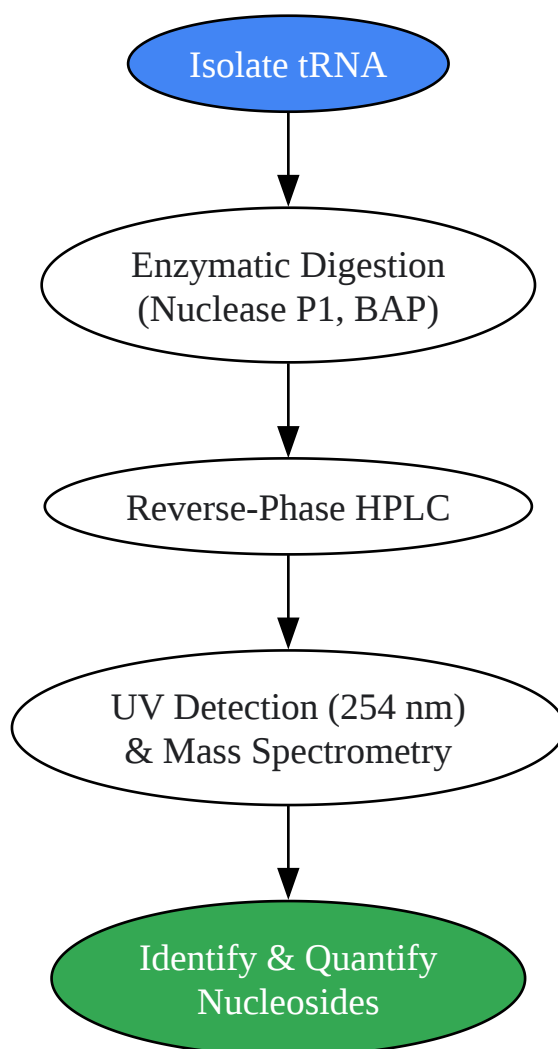 Isolate tRNA
Enzymatic Digestion
(Nuclease P1, BAP)
Reverse-Phase HPLC
UV Detection (254 nm)
& Mass Spectrometry
Identify & Quantify
Nucleosides